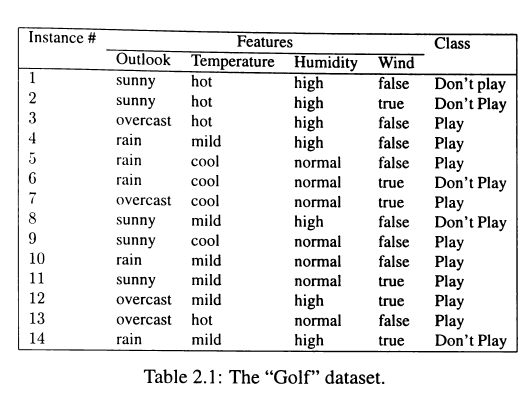 Instance # Features Class
Outlook Temperature Humidity Wind
1 sunny hot high false Don't play
2 sunny hot high true Don't Play
3 overcast hot high false Play
4 rain mild high false Play
5 rain cool normal false Play
6 rain cool normal true Don't Play
7 overcast cool normal true Play
8 sunny mild high false Don't Play
9 sunny cool normal false Play
10 rain mild normal false Play
11 sunny mild normal true Play
12 overcast mild high true Play
13 overcast hot normal false Play
14 rain mild high true Don't Play
Table 2.1: The “Golf” dataset.